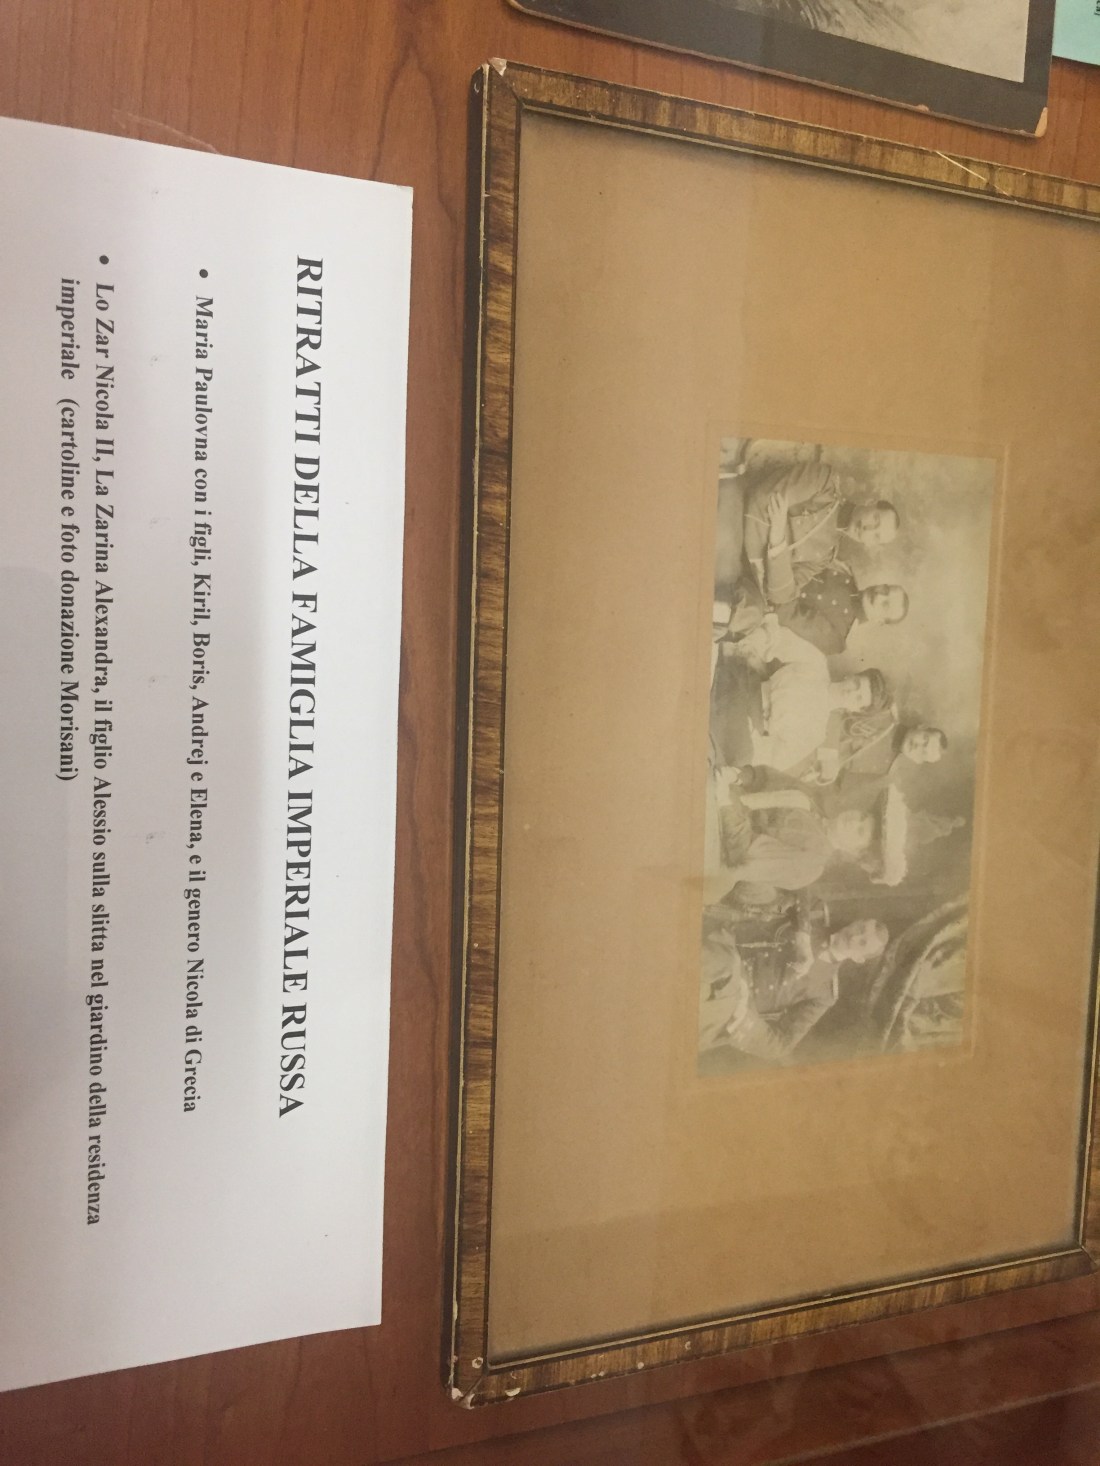 RITRATTI DELLA FAMIGLIA IMPERIALE RUSSA
• Maria Paulovna con i figli, Kiril, Boris, Andrej e Elena, e il genero Nicola di Grecia
• Lo Zar Nicola II, La Zarina Alexandra, il figlio Alessio sulla slitta nel giardino della residenza
imperiale (cartoline e foto donazione Morisani)